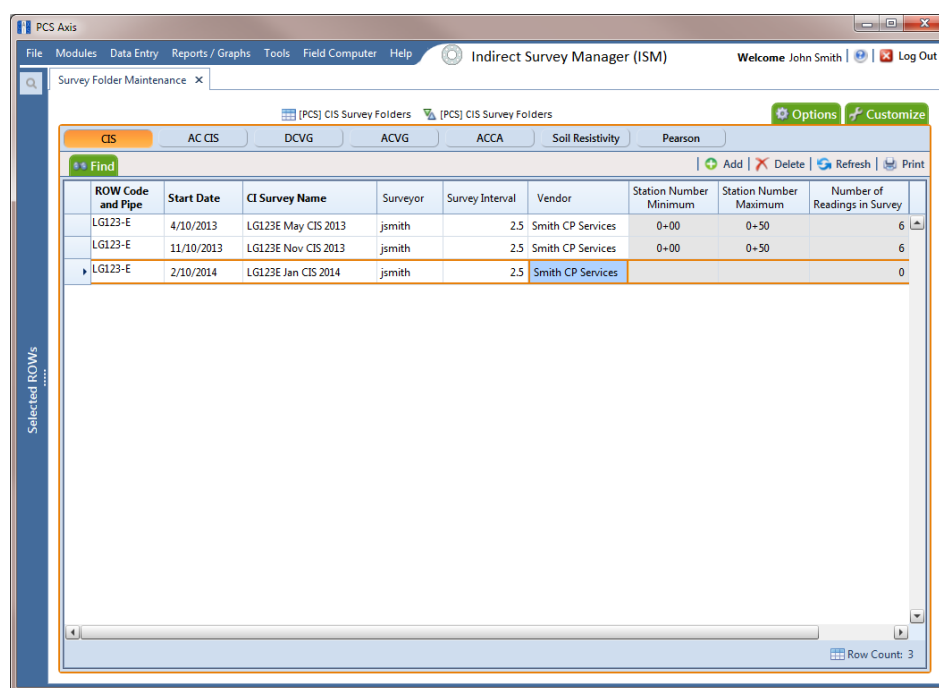 PCS Axis
File Modules Data Entry Reports / Graphs Tools Field Computer Help Indirect Survey Manager (ISM) Welcome John Smith Log Out
Survey Folder Maintenance X
[PCS] CIS Survey Folders [PCS] CIS Survey Folders Options Customize
CIS AC CIS DCVG ACVG ACCA Soil Resistivity Pearson
Find Add Delete Refresh Print
ROW Code and Pipe Start Date CI Survey Name Surveyor Survey Interval Vendor Station Number Minimum Station Number Maximum Number of Readings in Survey
LG123-E 4/10/2013 LG123E May CIS 2013 jsmith 2.5 Smith CP Services 0+00 0+50 6
LG123-E 11/10/2013 LG123E Nov CIS 2013 jsmith 2.5 Smith CP Services 0+00 0+50 6
LG123-E 2/10/2014 LG123E Jan CIS 2014 jsmith 2.5 Smith CP Services 0
Selected ROWs
Row Count: 3